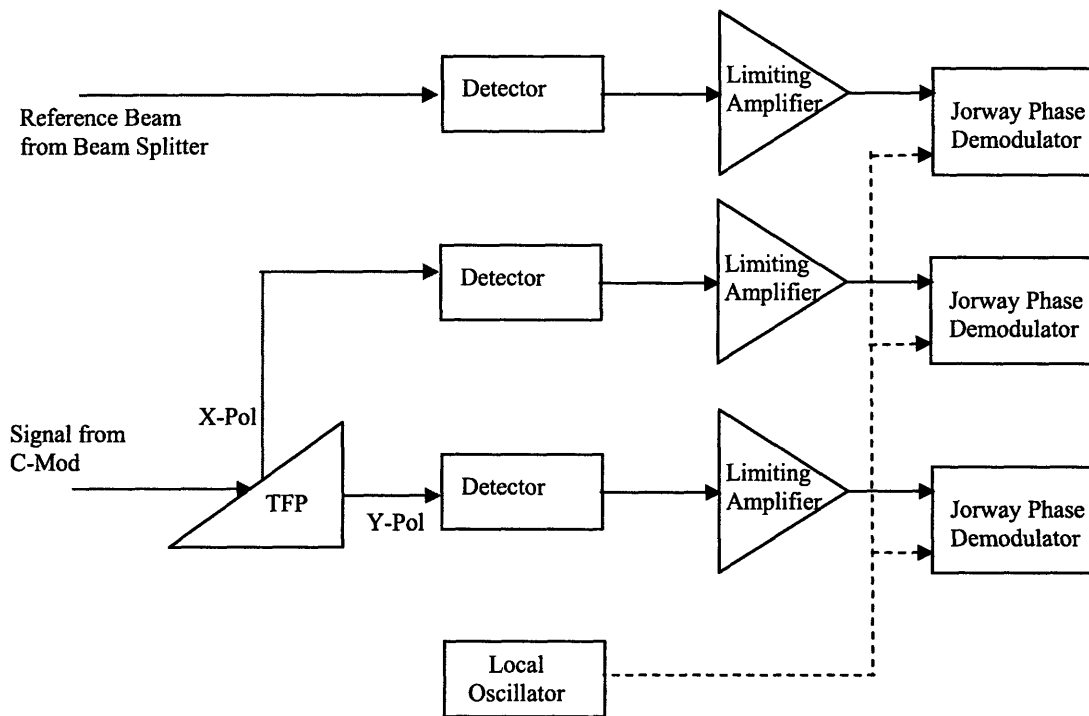 Detector
Limiting
Amplifier
Jorway Phase
Demodulator
Reference Beam
from Beam Splitter
Detector
Limiting
Amplifier
Jorway Phase
Demodulator
X-Pol
Signal from
C-Mod
TFP
Y-Pol
Detector
Limiting
Amplifier
Jorway Phase
Demodulator
Local
Oscillator